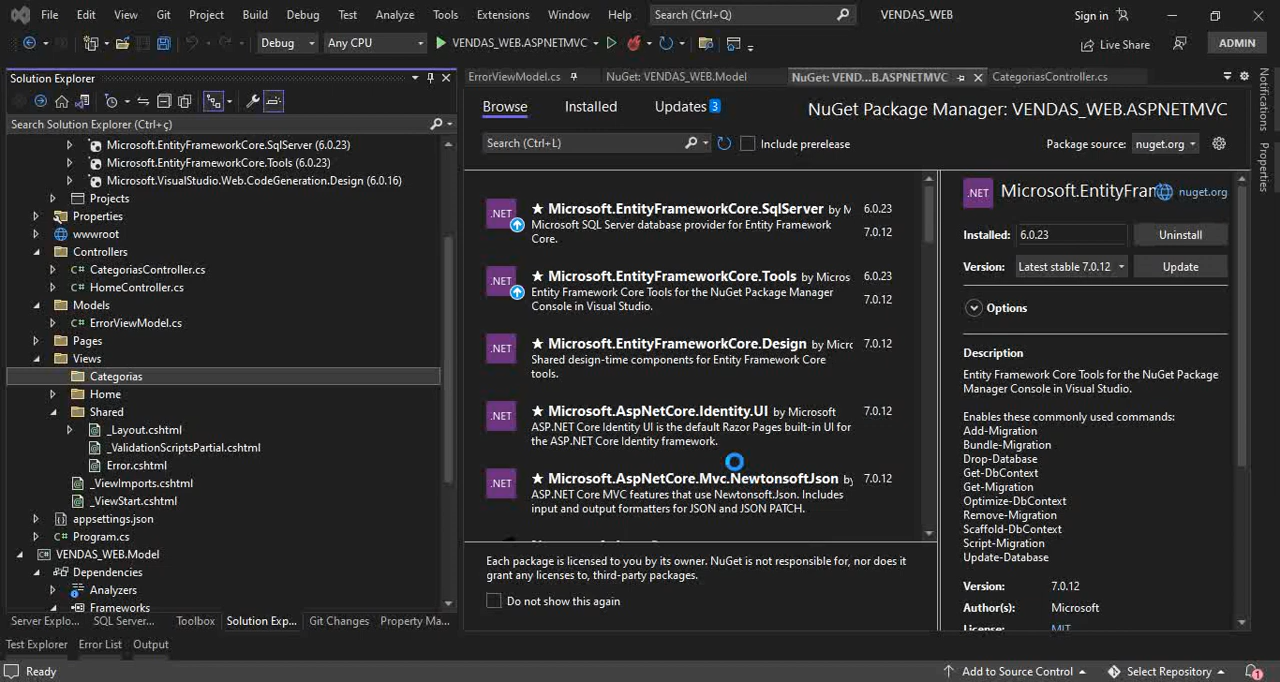 File Edit View Git Project Build Debug Test Analyze Tools Extensions Window Help Search (Ctrl+Q) VENDAS_WEB Sign in
Debug Any CPU VENDAS_WEB.ASPNETMVC Live Share ADMIN
Solution Explorer
Search Solution Explorer (Ctrl+ç)
Microsoft.EntityFrameworkCore.SqlServer (6.0.23)
Microsoft.EntityFrameworkCore.Tools (6.0.23)
Microsoft.VisualStudio.Web.CodeGeneration.Design (6.0.16)
Projects
Properties
wwwroot
Controllers
C# CategoriasController.cs
C# HomeController.cs
Models
C# ErrorViewModel.cs
Pages
Views
Categorias
Home
Shared
_Layout.cshtml
_ValidationScriptsPartial.cshtml
Error.cshtml
_ViewImports.cshtml
_ViewStart.cshtml
appsettings.json
C# Program.cs
C# VENDAS_WEB.Model
Dependencies
Analyzers
Frameworks
Server Explo... SQL Server... Toolbox Solution Exp... Git Changes Property Ma...
ErrorViewModel.cs NuGet: VENDAS_WEB.Model NuGet: VEND...B.ASPNETMVC CategoriasController.cs
Browse Installed Updates 3 NuGet Package Manager: VENDAS_WEB.ASPNETMVC
Search (Ctrl+L) Include prerelease Package source: nuget.org
.NET Microsoft.EntityFrameworkCore.SqlServer by M 6.0.23
Microsoft SQL Server database provider for Entity Framework 7.0.12
Core.
.NET Microsoft.EntityFrameworkCore.Tools by Micros 6.0.23
Entity Framework Core Tools for the NuGet Package Manager 7.0.12
Console in Visual Studio.
.NET Microsoft.EntityFrameworkCore.Design by Micro 7.0.12
Shared design-time components for Entity Framework Core
tools.
.NET Microsoft.AspNetCore.Identity.UI by Microsoft 7.0.12
ASP.NET Core Identity UI is the default Razor Pages built-in UI for
the ASP.NET Core Identity framework.
.NET Microsoft.AspNetCore.Mvc.NewtonsoftJson by 7.0.12
ASP.NET Core MVC features that use Newtonsoft.Json. Includes
input and output formatters for JSON and JSON PATCH.
Each package is licensed to you by its owner. NuGet is not responsible for, nor does it
grant any licenses to, third-party packages.
Do not show this again
.NET Microsoft.EntityFram nuget.org
Installed: 6.0.23 Uninstall
Version: Latest stable 7.0.12 Update
Options
Description
Entity Framework Core Tools for the NuGet Package
Manager Console in Visual Studio.
Enables these commonly used commands:
Add-Migration
Bundle-Migration
Drop-Database
Get-DbContext
Get-Migration
Optimize-DbContext
Remove-Migration
Scaffold-DbContext
Script-Migration
Update-Database
Version: 7.0.12
Author(s): Microsoft
License: MIT
Notifications
Properties
Test Explorer Error List Output
Ready Add to Source Control Select Repository 1